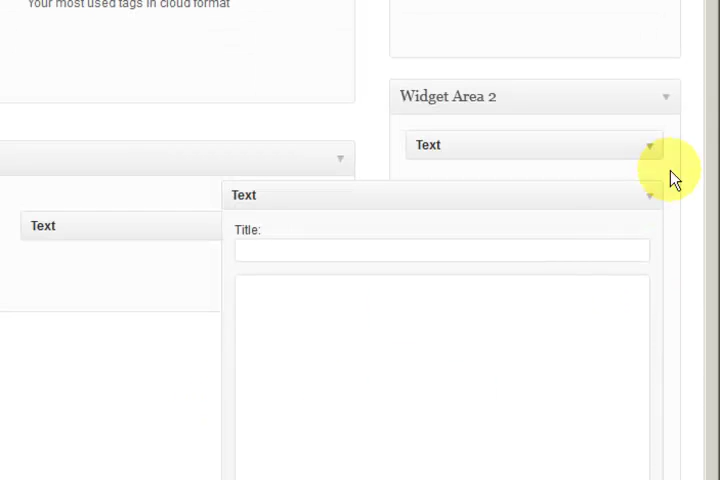 Your most used tags in cloud format
Widget Area 2
Text
Text
Text
Title: